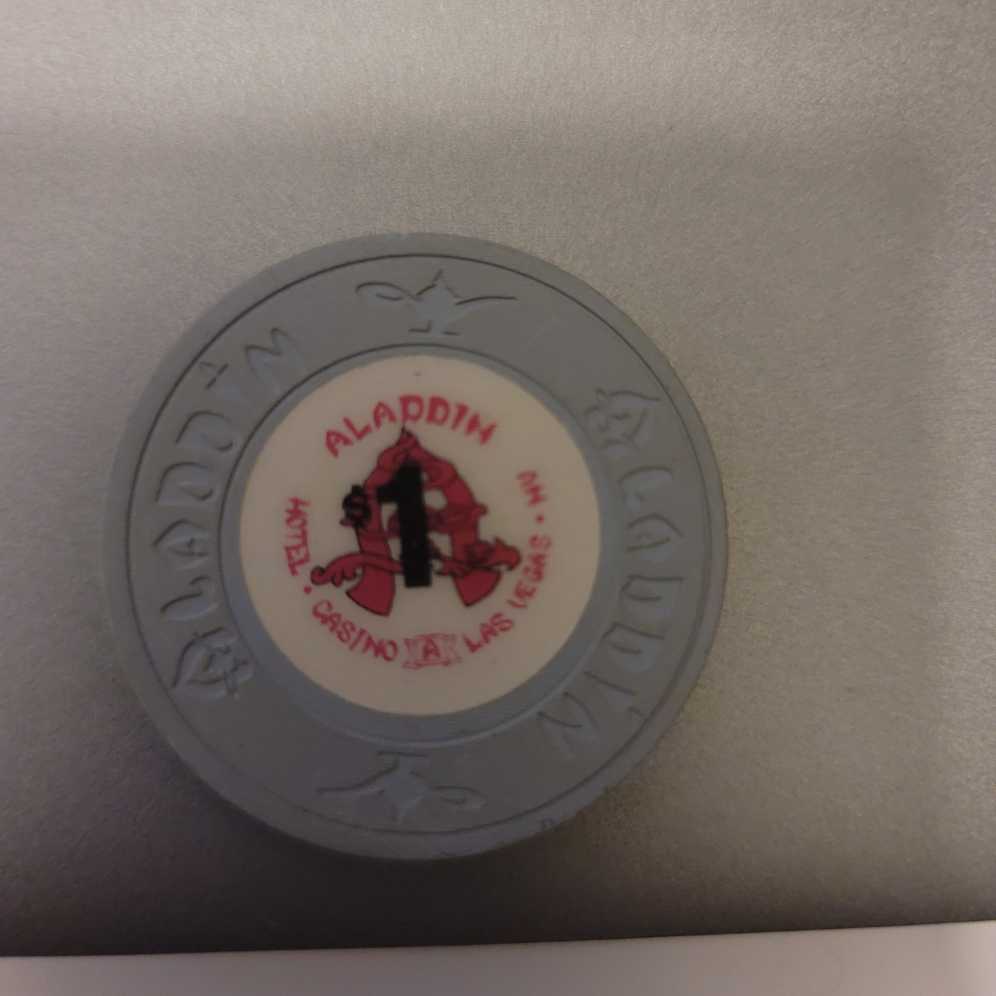 ALADDIN
$1
HOTEL • CASINO A LAS VEGAS • NV
ALADDIN
ALADDIN